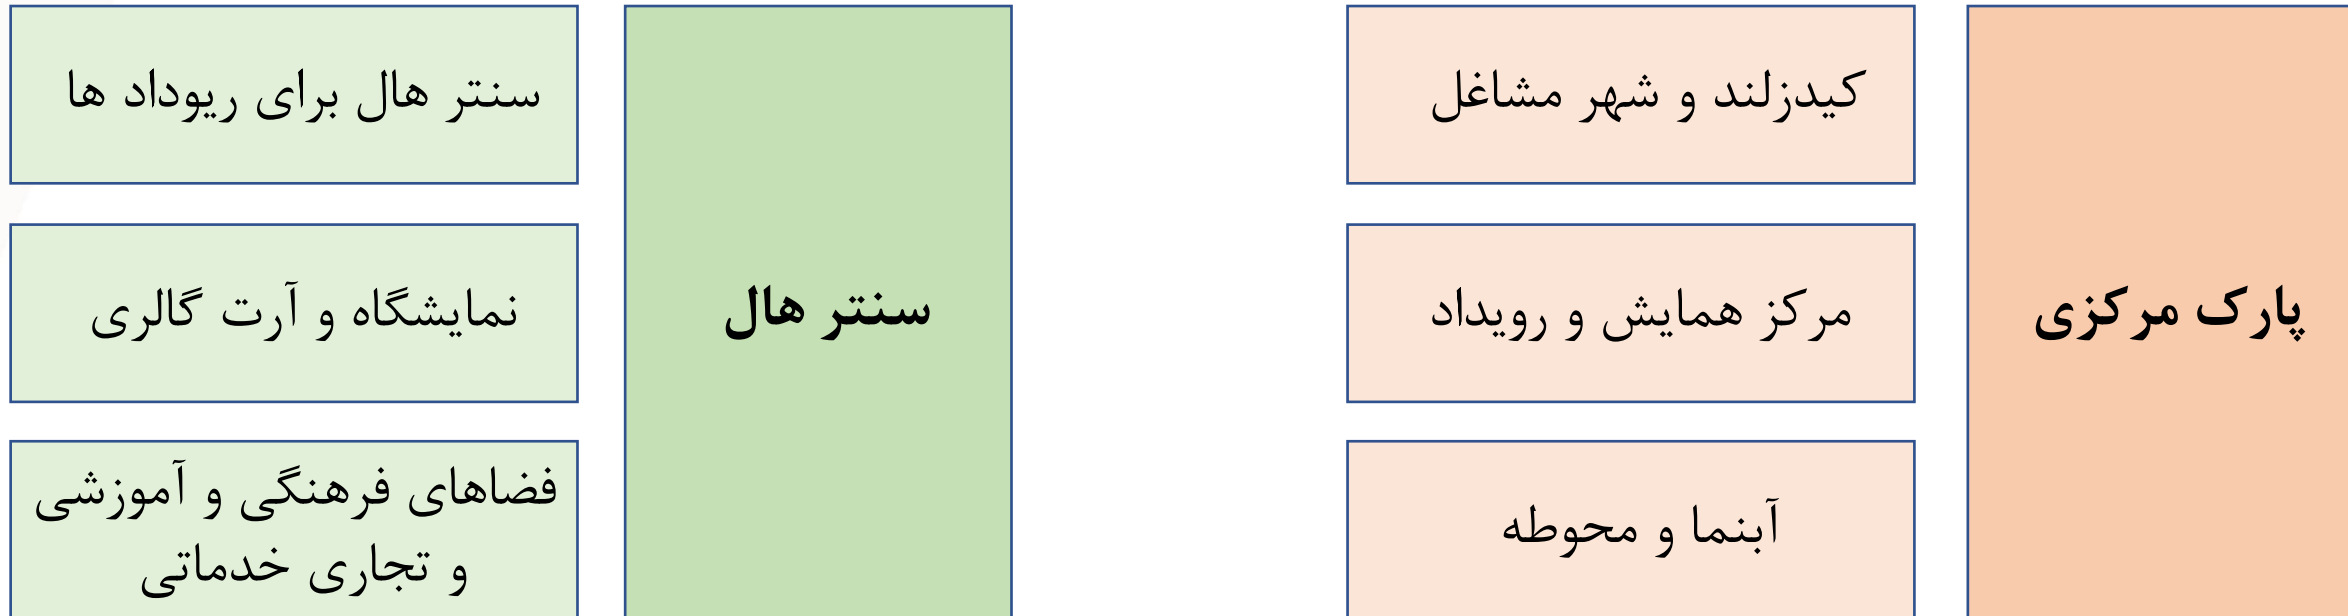 پارک مرکزی
کیدزلند و شهر مشاغل
مرکز همایش و رویداد
آبنما و محوطه
سنتر هال
سنتر هال برای ریوداد ها
نمایشگاه و آرت گالری
فضاهای فرهنگی و آموزشی
و تجاری خدماتی